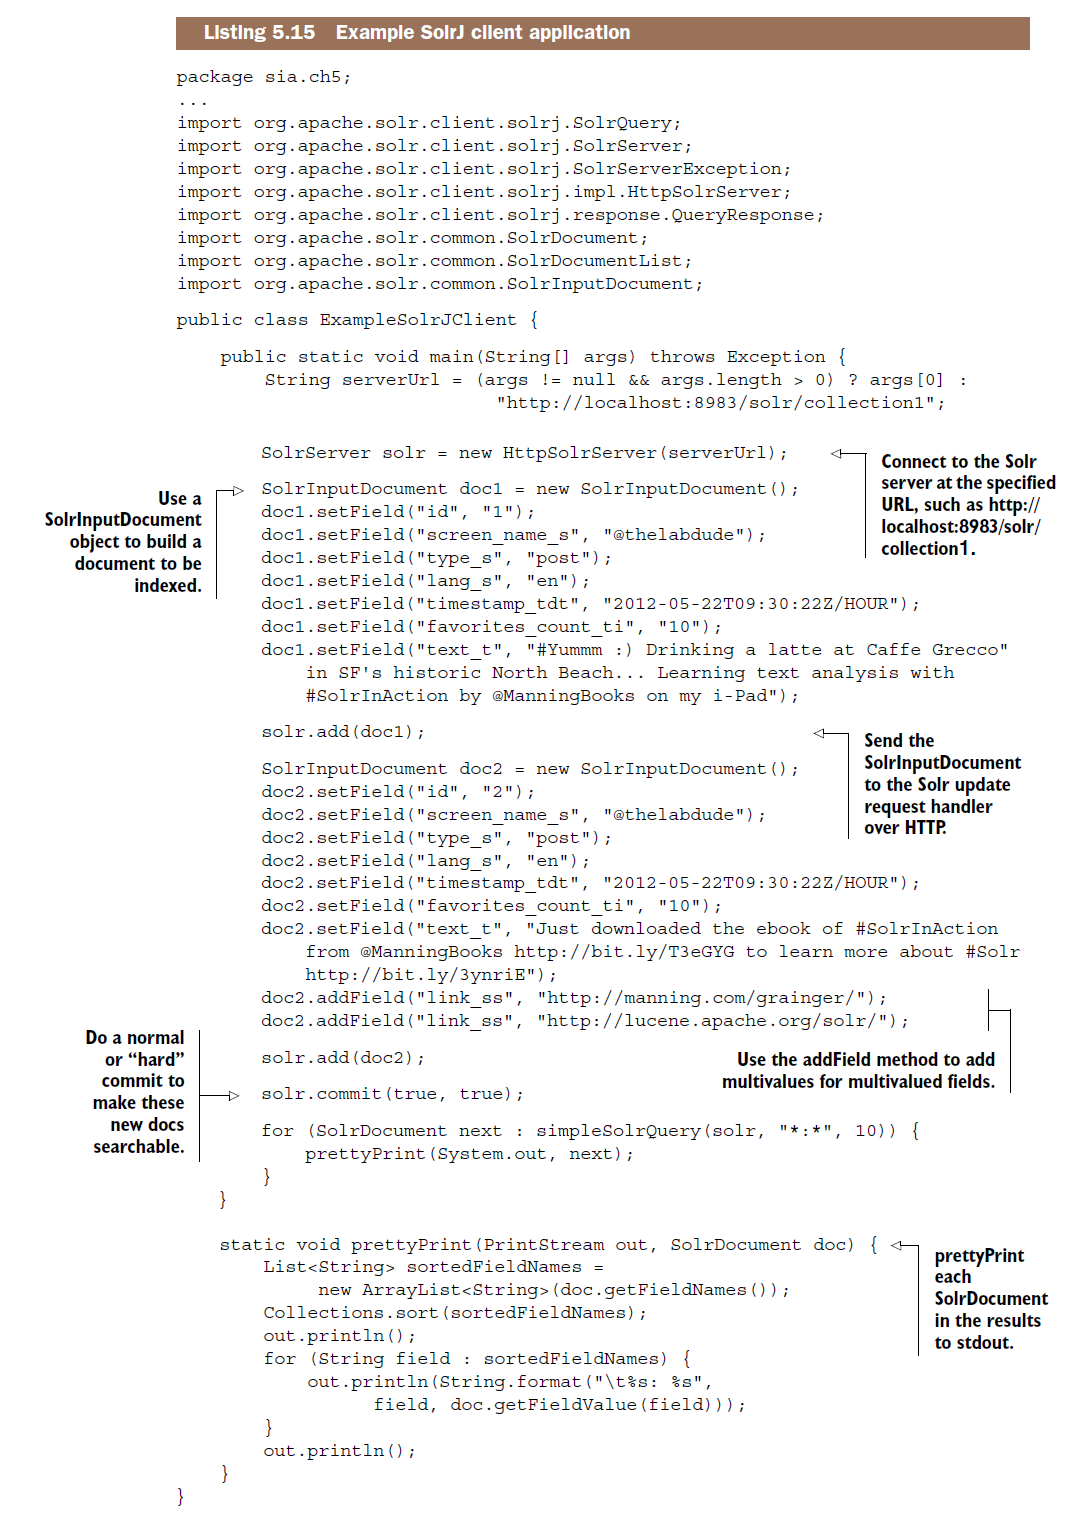 Listing 5.15 Example SolrJ client application
package sia.ch5;
...
import org.apache.solr.client.solrj.SolrQuery;
import org.apache.solr.client.solrj.SolrServer;
import org.apache.solr.client.solrj.SolrServerException;
import org.apache.solr.client.solrj.impl.HttpSolrServer;
import org.apache.solr.client.solrj.response.QueryResponse;
import org.apache.solr.common.SolrDocument;
import org.apache.solr.common.SolrDocumentList;
import org.apache.solr.common.SolrInputDocument;
public class ExampleSolrJClient {
public static void main(String[] args) throws Exception {
String serverUrl = (args != null && args.length > 0) ? args[0] :
"http://localhost:8983/solr/collection1";
SolrServer solr = new HttpSolrServer(serverUrl);
Connect to the Solr
server at the specified
URL, such as http://
localhost:8983/solr/
collection1.
Use a
SolrInputDocument
object to build a
document to be
indexed.
SolrInputDocument doc1 = new SolrInputDocument();
doc1.setField("id", "1");
doc1.setField("screen_name_s", "@thelabdude");
doc1.setField("type_s", "post");
doc1.setField("lang_s", "en");
doc1.setField("timestamp_tdt", "2012-05-22T09:30:22Z/HOUR");
doc1.setField("favorites_count_ti", "10");
doc1.setField("text_t", "#Yummm :) Drinking a latte at Caffe Grecco"
in SF's historic North Beach... Learning text analysis with
#SolrInAction by @ManningBooks on my i-Pad");
solr.add(doc1);
Send the
SolrInputDocument
to the Solr update
request handler
over HTTP.
SolrInputDocument doc2 = new SolrInputDocument();
doc2.setField("id", "2");
doc2.setField("screen_name_s", "@thelabdude");
doc2.setField("type_s", "post");
doc2.setField("lang_s", "en");
doc2.setField("timestamp_tdt", "2012-05-22T09:30:22Z/HOUR");
doc2.setField("favorites_count_ti", "10");
doc2.setField("text_t", "Just downloaded the ebook of #SolrInAction
from @ManningBooks http://bit.ly/T3eGYG to learn more about #Solr
http://bit.ly/3ynriE");
doc2.addField("link_ss", "http://manning.com/grainger/");
doc2.addField("link_ss", "http://lucene.apache.org/solr/");
Use the addField method to add
multivalues for multivalued fields.
solr.add(doc2);
Do a normal
or “hard”
commit to
make these
new docs
searchable.
solr.commit(true, true);
for (SolrDocument next : simpleSolrQuery(solr, "*:*", 10)) {
prettyPrint(System.out, next);
}
}
static void prettyPrint(PrintStream out, SolrDocument doc) {
prettyPrint
each
SolrDocument
in the results
to stdout.
List<String> sortedFieldNames =
new ArrayList<String>(doc.getFieldNames());
Collections.sort(sortedFieldNames);
out.println();
for (String field : sortedFieldNames) {
out.println(String.format("\t%s: %s",
field, doc.getFieldValue(field)));
}
out.println();
}
}